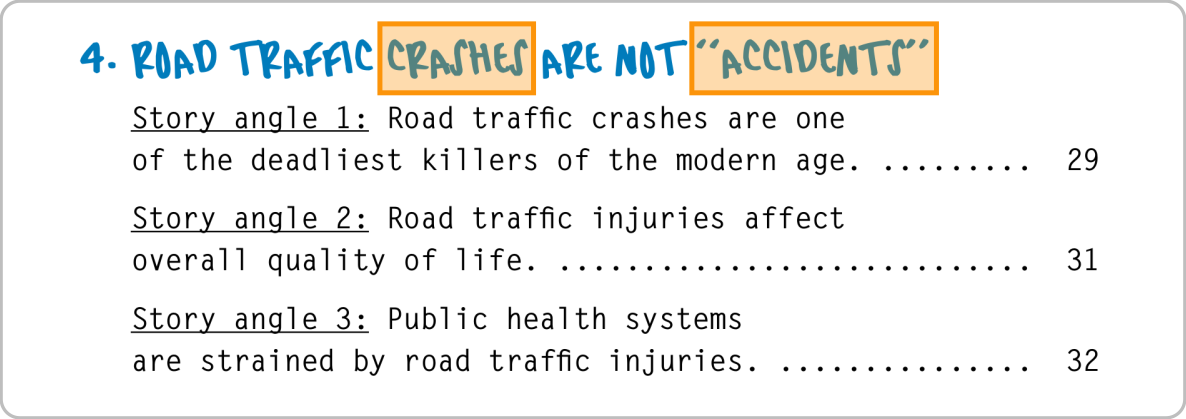 4. ROAD TRAFFIC CRASHES ARE NOT "ACCIDENTS"
Story angle 1: Road traffic crashes are one
of the deadliest killers of the modern age. ......... 29
Story angle 2: Road traffic injuries affect
overall quality of life. ............................ 31
Story angle 3: Public health systems
are strained by road traffic injuries. ............... 32